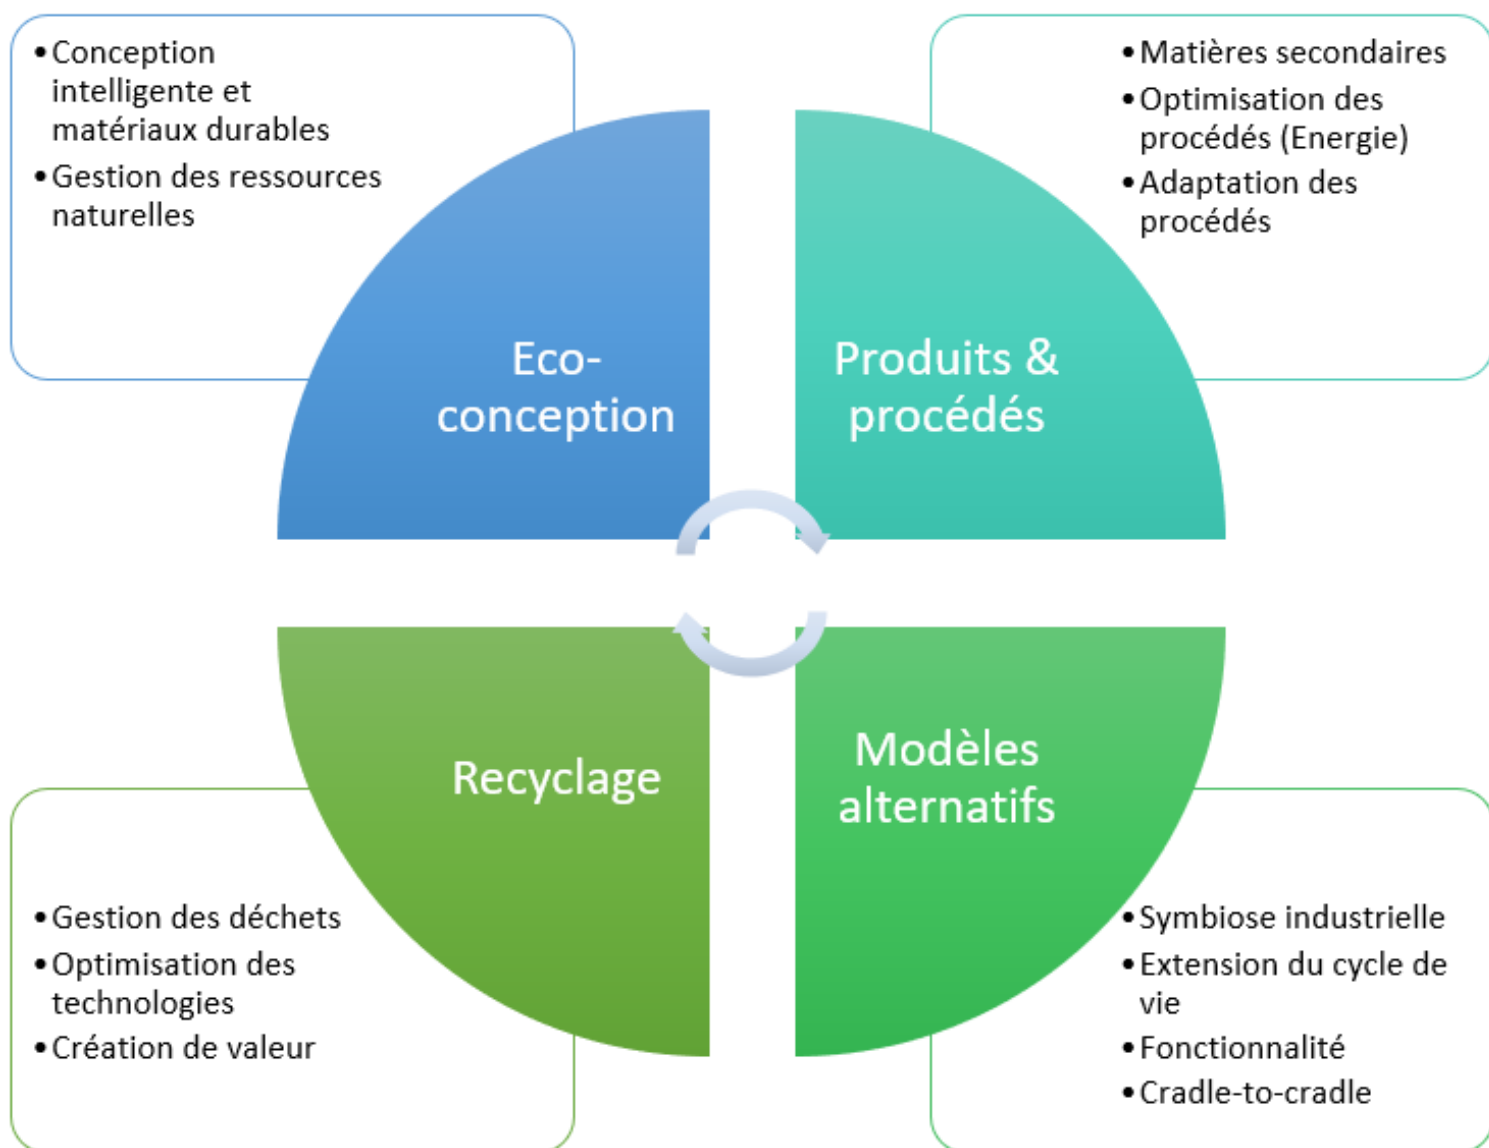 •Conception
intelligente et
matériaux durables
•Gestion des ressources
naturelles
•Matières secondaires
•Optimisation des
procédés (Energie)
•Adaptation des
procédés
Eco-
conception
Produits &
procédés
Recyclage
Modèles
alternatifs
•Gestion des déchets
•Optimisation des
technologies
•Création de valeur
•Symbiose industrielle
•Extension du cycle de
vie
•Fonctionnalité
•Cradle-to-cradle